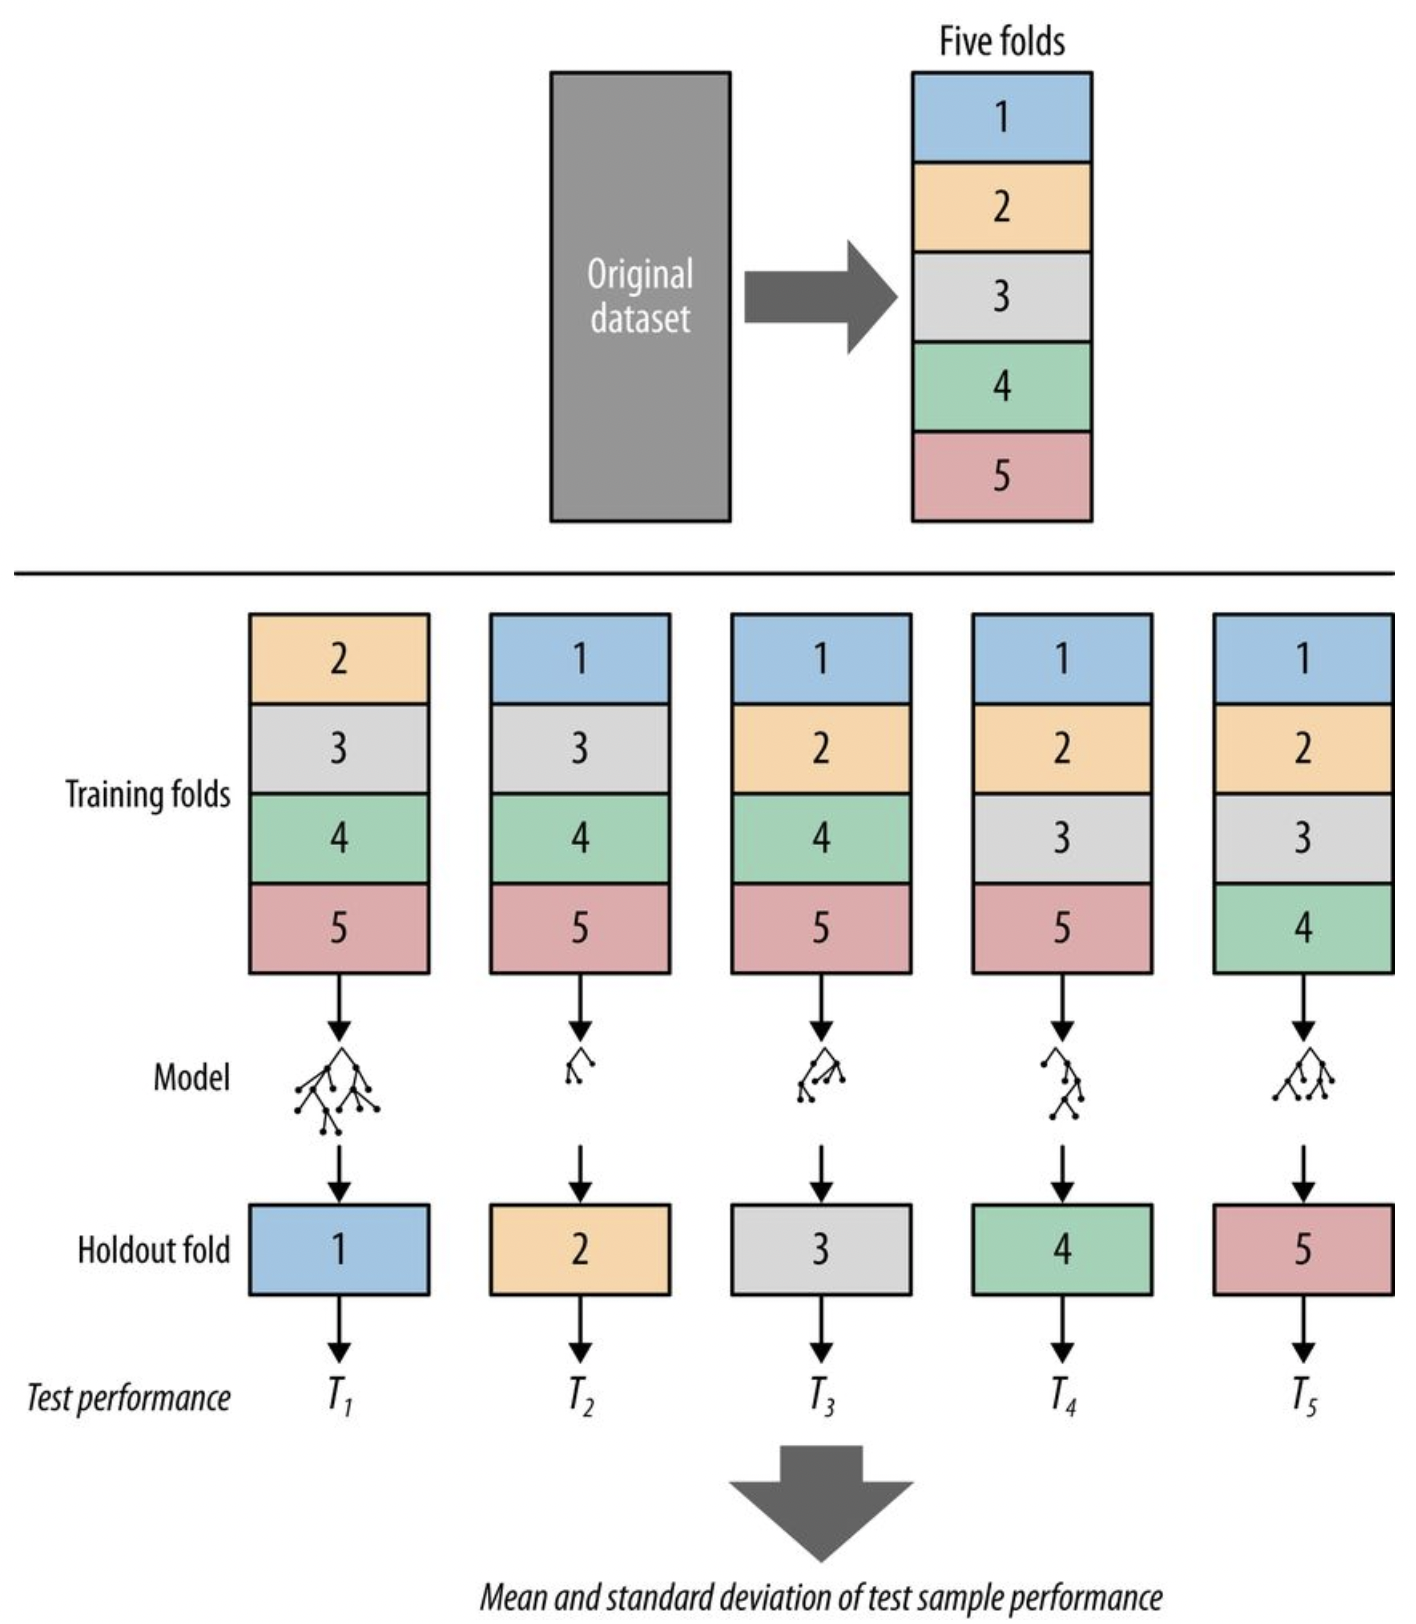 Five folds
1
2
Original
dataset
3
4
5
2 1 1 1 1
3 3 2 2 2
Training folds
4 4 4 3 3
5 5 5 5 4
Model
Holdout fold 1 2 3 4 5
Test performance T1 T2 T3 T4 T5
Mean and standard deviation of test sample performance